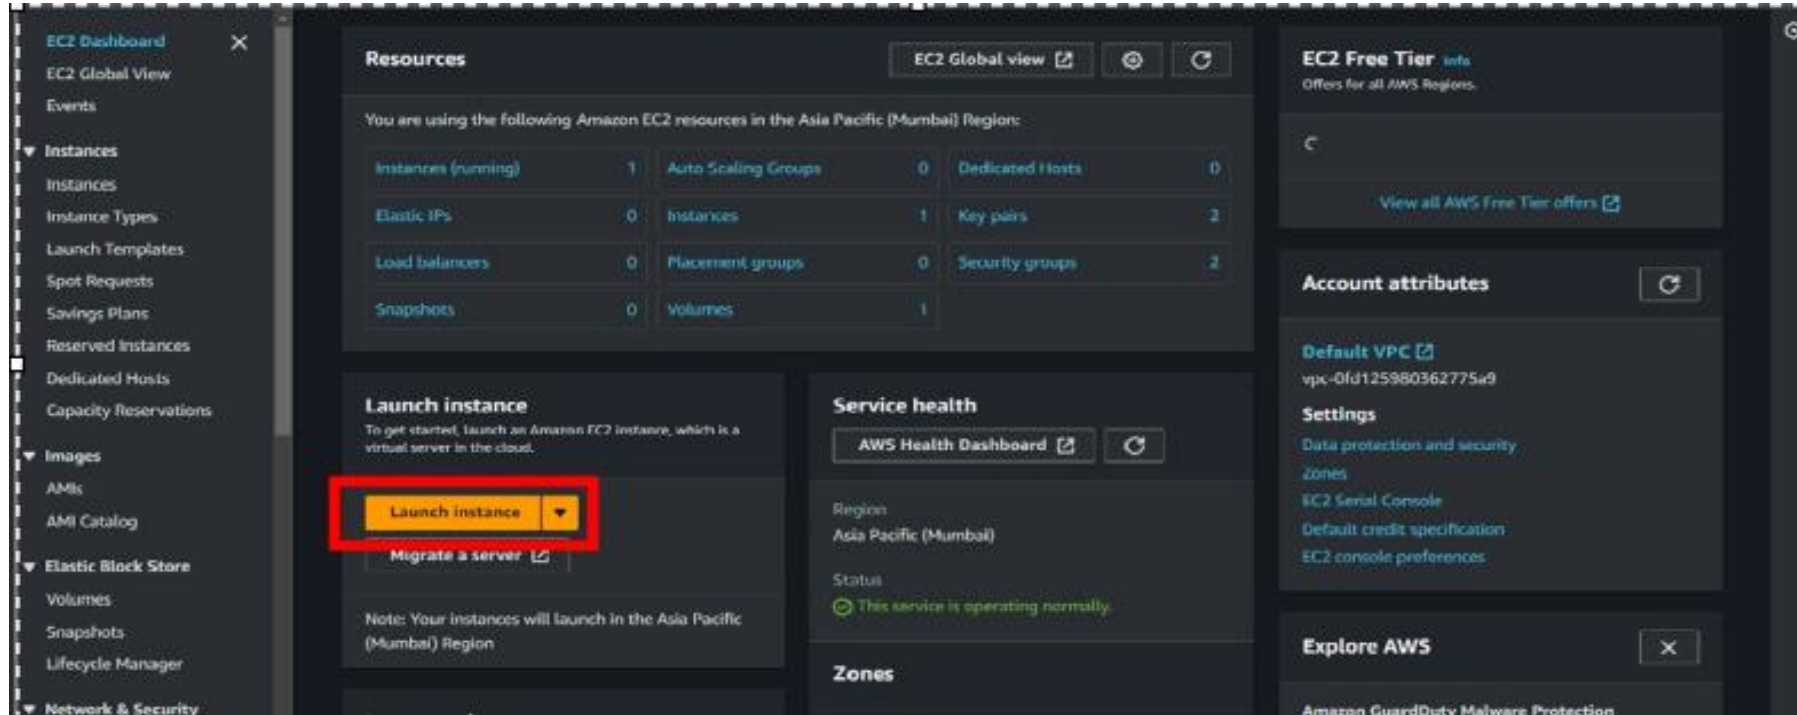 EC2 Dashboard
EC2 Global View
Events
Instances
Instances
Instance Types
Launch Templates
Spot Requests
Savings Plans
Reserved Instances
Dedicated Hosts
Capacity Reservations
Images
AMIs
AMI Catalog
Elastic Block Store
Volumes
Snapshots
Lifecycle Manager
Network & Security
Resources
EC2 Global view
You are using the following Amazon EC2 resources in the Asia Pacific (Mumbai) Region:
Instances (running) 1 Auto Scaling Groups 0 Dedicated Hosts 0
Elastic IPs 0 Instances 1 Key pairs 2
Load balancers 0 Placement groups 0 Security groups 2
Snapshots 0 Volumes 1
Launch instance
To get started, launch an Amazon EC2 instance, which is a
virtual server in the cloud.
Launch instance
Migrate a server
Note: Your instances will launch in the Asia Pacific
(Mumbai) Region
Service health
AWS Health Dashboard
Region
Asia Pacific (Mumbai)
Status
This service is operating normally.
Zones
EC2 Free Tier Info
Offers for all AWS Regions.
View all AWS Free Tier offers
Account attributes
Default VPC
vpc-0fd125980362775a9
Settings
Data protection and security
Zones
EC2 Serial Console
Default credit specification
EC2 console preferences
Explore AWS
Amazon GuardDuty Malware Protection